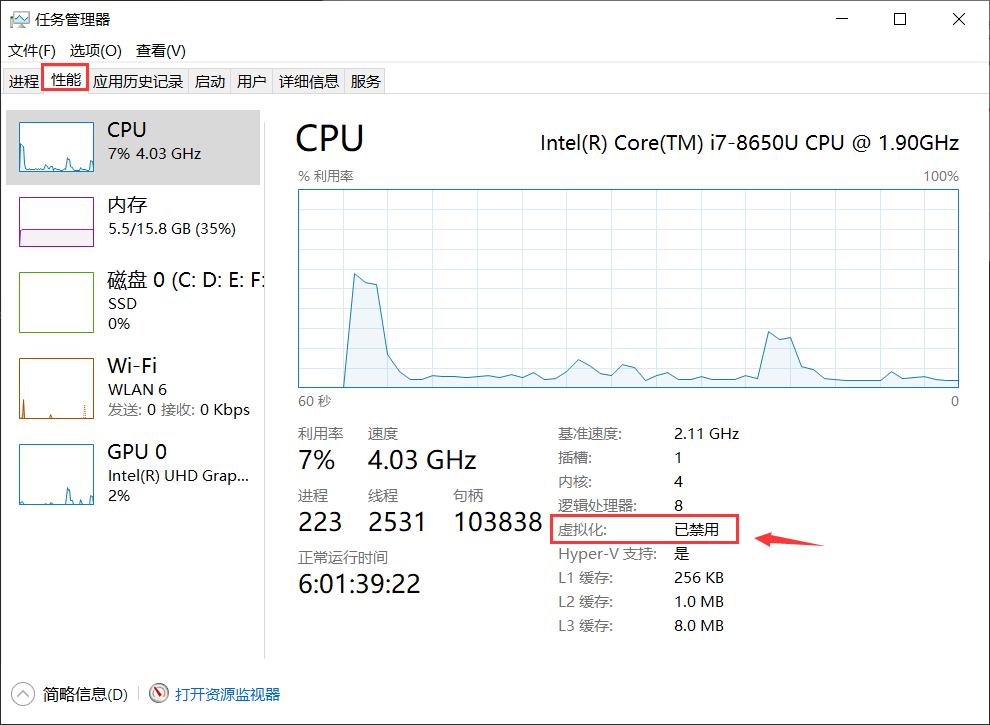 任务管理器
文件(F) 选项(O) 查看(V)
进程 性能 应用历史记录 启动 用户 详细信息 服务
CPU
7% 4.03 GHz
内存
5.5/15.8 GB (35%)
磁盘 0 (C: D: E: F:
SSD
0%
Wi-Fi
WLAN 6
发送: 0 接收: 0 Kbps
GPU 0
Intel(R) UHD Grap...
2%
CPU
Intel(R) Core(TM) i7-8650U CPU @ 1.90GHz
% 利用率 100%
60 秒 0
利用率 速度
7% 4.03 GHz
进程 线程 句柄
223 2531 103838
正常运行时间
6:01:39:22
基准速度: 2.11 GHz
插槽: 1
内核: 4
逻辑处理器: 8
虚拟化: 已禁用
Hyper-V 支持: 是
L1 缓存: 256 KB
L2 缓存: 1.0 MB
L3 缓存: 8.0 MB
简略信息(D) 打开资源监视器